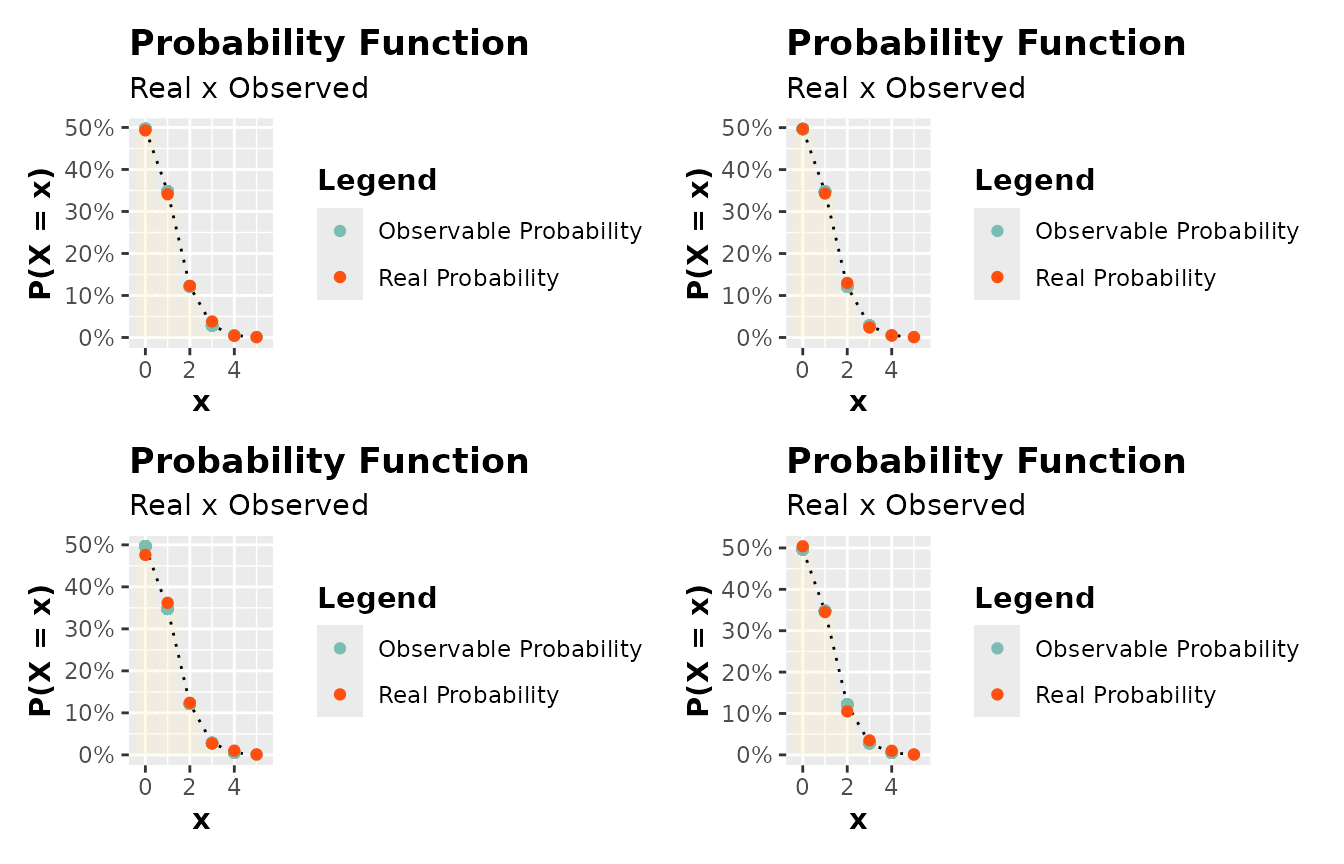 Probability Function
Real x Observed
P(X = x)
50%
40%
30%
20%
10%
0%
0 2 4
x
Legend
Observable Probability
Real Probability
Probability Function
Real x Observed
P(X = x)
50%
40%
30%
20%
10%
0%
0 2 4
x
Legend
Observable Probability
Real Probability
Probability Function
Real x Observed
P(X = x)
50%
40%
30%
20%
10%
0%
0 2 4
x
Legend
Observable Probability
Real Probability
Probability Function
Real x Observed
P(X = x)
50%
40%
30%
20%
10%
0%
0 2 4
x
Legend
Observable Probability
Real Probability